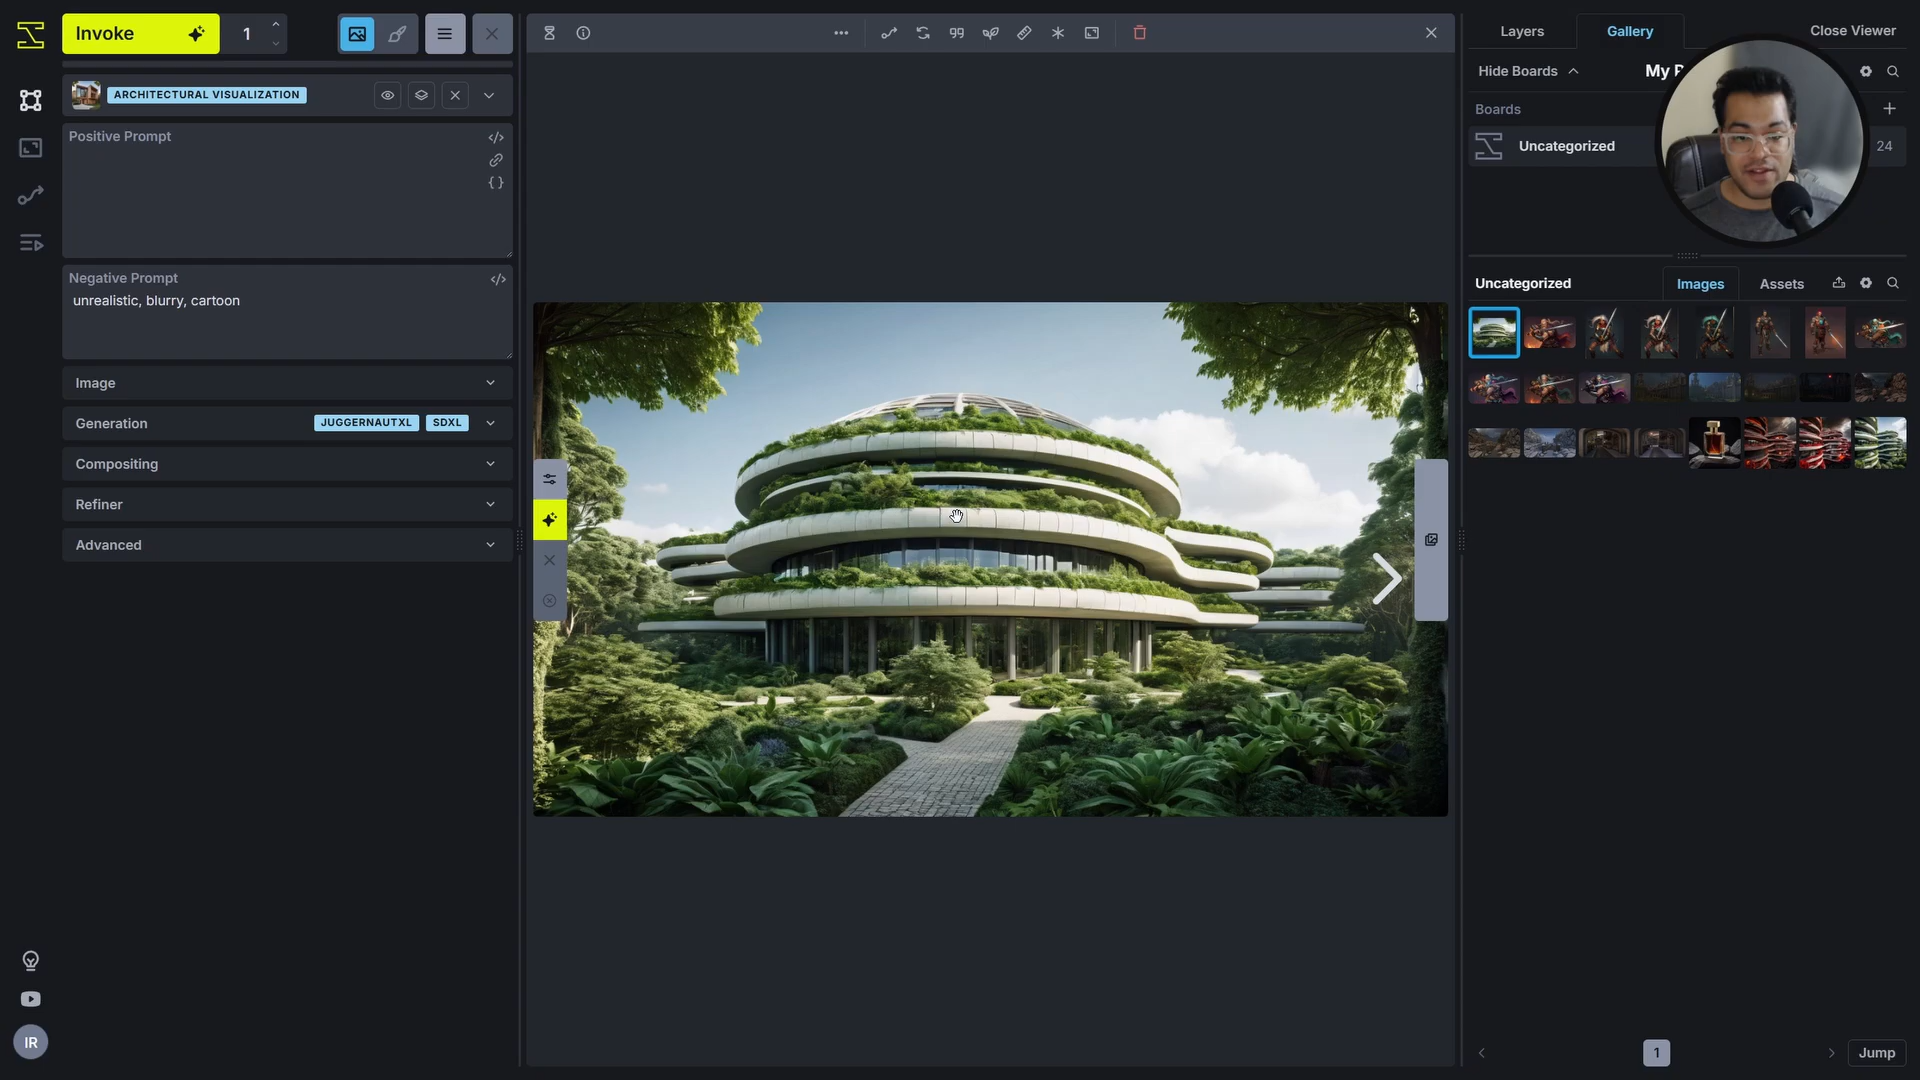 Invoke
1
Layers
Gallery
Close Viewer
ARCHITECTURAL VISUALIZATION
Hide Boards
My
Positive Prompt
</>
{}
Boards
Uncategorized
24
Negative Prompt
</>
unrealistic, blurry, cartoon
Uncategorized
Images
Assets
Image
Generation
JUGGERNAUTXL
SDXL
Compositing
Refiner
Advanced
IR
1
Jump